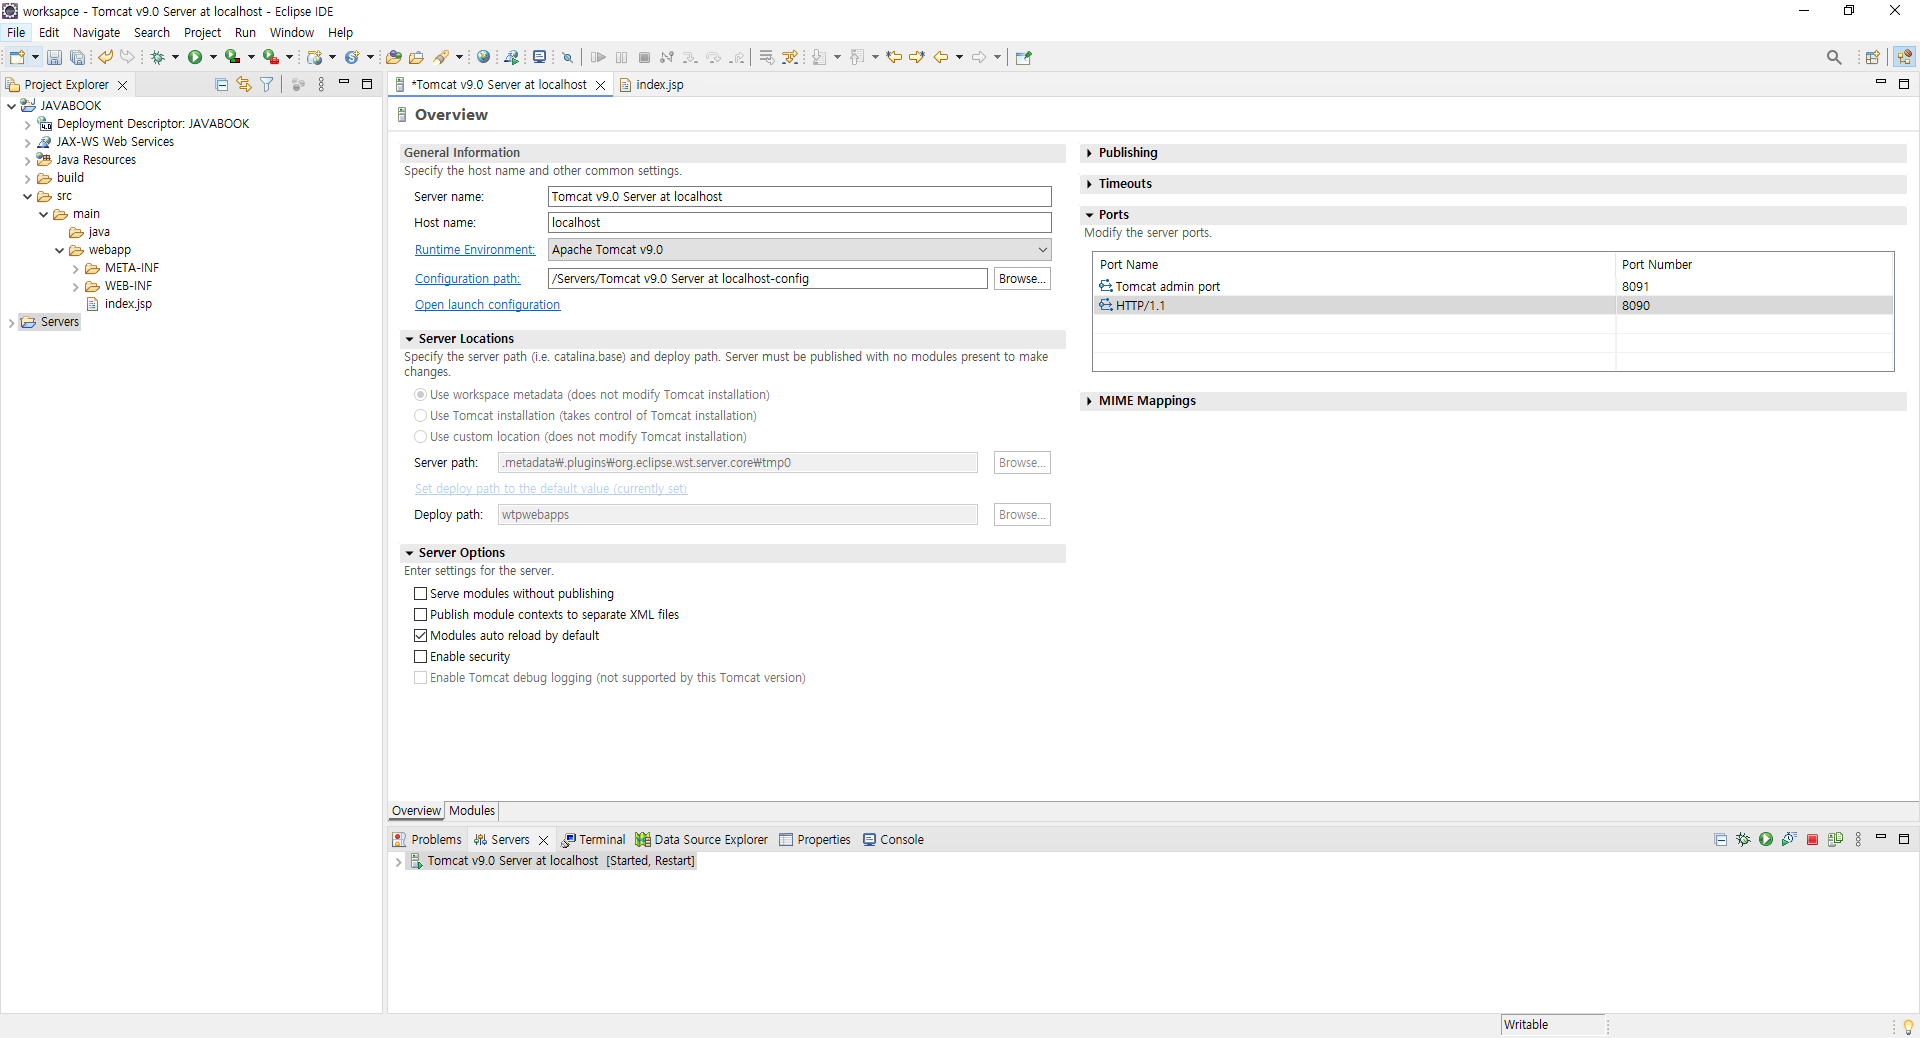 worksapce - Tomcat v9.0 Server at localhost - Eclipse IDE
File Edit Navigate Search Project Run Window Help
Project Explorer
JAVABOOK
Deployment Descriptor: JAVABOOK
JAX-WS Web Services
Java Resources
build
src
main
java
webapp
META-INF
WEB-INF
index.jsp
Servers
*Tomcat v9.0 Server at localhost
index.jsp
Overview
General Information
Specify the host name and other common settings.
Server name: Tomcat v9.0 Server at localhost
Host name: localhost
Runtime Environment: Apache Tomcat v9.0
Configuration path: /Servers/Tomcat v9.0 Server at localhost-config Browse...
Open launch configuration
Server Locations
Specify the server path (i.e. catalina.base) and deploy path. Server must be published with no modules present to make
changes.
Use workspace metadata (does not modify Tomcat installation)
Use Tomcat installation (takes control of Tomcat installation)
Use custom location (does not modify Tomcat installation)
Server path: .metadata₩.plugins₩org.eclipse.wst.server.core₩tmp0 Browse...
Set deploy path to the default value (currently set)
Deploy path: wtpwebapps Browse...
Server Options
Enter settings for the server.
Serve modules without publishing
Publish module contexts to separate XML files
Modules auto reload by default
Enable security
Enable Tomcat debug logging (not supported by this Tomcat version)
Publishing
Timeouts
Ports
Modify the server ports.
Port Name Port Number
Tomcat admin port 8091
HTTP/1.1 8090
MIME Mappings
Overview Modules
Problems Servers Terminal Data Source Explorer Properties Console
Tomcat v9.0 Server at localhost [Started, Restart]
Writable